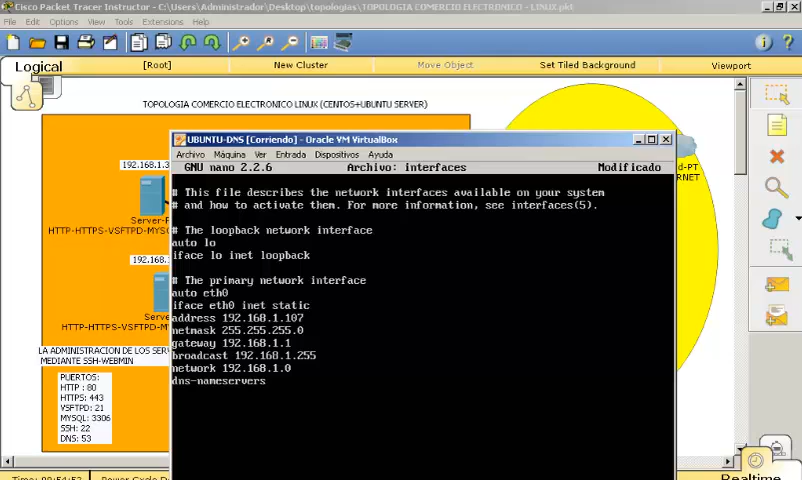 Cisco Packet Tracer Instructor - C:\Users\Administrador\Desktop\topologias\TOPOLOGIA COMERCIO ELECTRONICO - LINUX.pkt
File Edit Options View Tools Extensions Help
Logical [Root] New Cluster Move Object Set Tiled Background Viewport
TOPOLOGIA COMERCIO ELECTRONICO LINUX (CENTOS+UBUNTU SERVER)
UBUNTU-DNS [Corriendo] - Oracle VM VirtualBox
Archivo Máquina Ver Entrada Dispositivos Ayuda
GNU nano 2.2.6 Archivo: interfaces Modificado
# This file describes the network interfaces available on your system
# and how to activate them. For more information, see interfaces(5).
# The loopback network interface
auto lo
iface lo inet loopback
# The primary network interface
auto eth0
iface eth0 inet static
address 192.168.1.107
netmask 255.255.255.0
gateway 192.168.1.1
broadcast 192.168.1.255
network 192.168.1.0
dns-nameservers
192.168.1.3
Server-P
HTTP-HTTPS-VSFTPD-MYSQ
192.168.
Server-
HTTP-HTTPS-VSFTPD-MY
d-PT
RNET
LA ADMINISTRACION DE LOS SERV
MEDIANTE SSH-WEBMIN
PUERTOS:
HTTP : 80
HTTPS: 443
VSFTPD: 21
MYSQL: 3306
SSH: 22
DNS: 53
Realtime